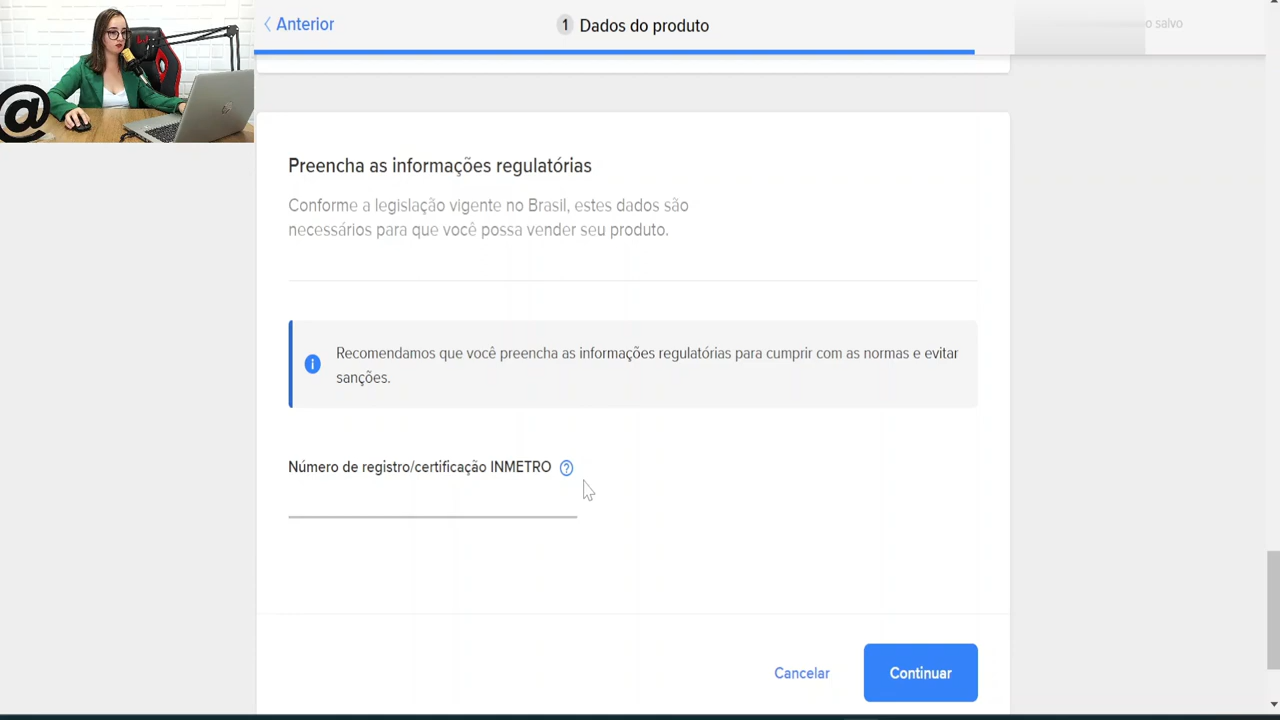 Anterior
1 Dados do produto
o salvo
Preencha as informações regulatórias
Conforme a legislação vigente no Brasil, estes dados são
necessários para que você possa vender seu produto.
Recomendamos que você preencha as informações regulatórias para cumprir com as normas e evitar
sanções.
Número de registro/certificação INMETRO
Cancelar
Continuar